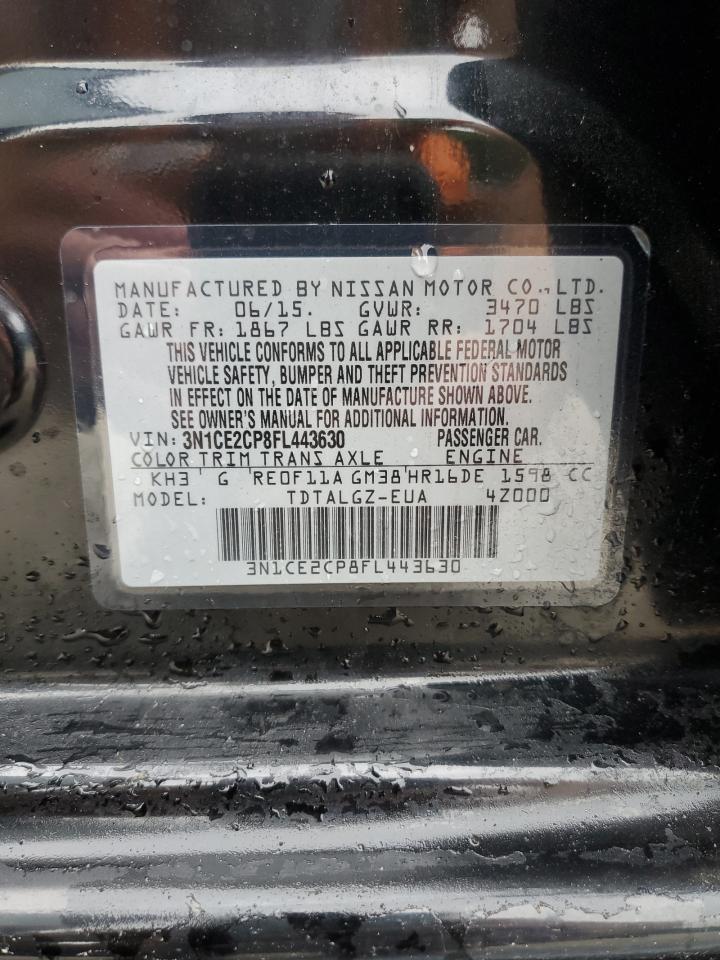 MANUFACTURED BY NISSAN MOTOR CO.,LTD.
DATE: 06/15. GVWR: 3470 LBS
GAWR FR: 1867 LBS GAWR RR: 1704 LBS
THIS VEHICLE CONFORMS TO ALL APPLICABLE FEDERAL MOTOR
VEHICLE SAFETY, BUMPER AND THEFT PREVENTION STANDARDS
IN EFFECT ON THE DATE OF MANUFACTURE SHOWN ABOVE.
SEE OWNER'S MANUAL FOR ADDITIONAL INFORMATION.
VIN: 3N1CE2CP8FL443630 PASSENGER CAR.
COLOR TRIM TRANS AXLE ENGINE
KH3 ' G ' RE0F11A GM38 ' HR16DE 1598 CC
MODEL: TDTALGZ-EUA 4Z000
3N1CE2CP8FL443630